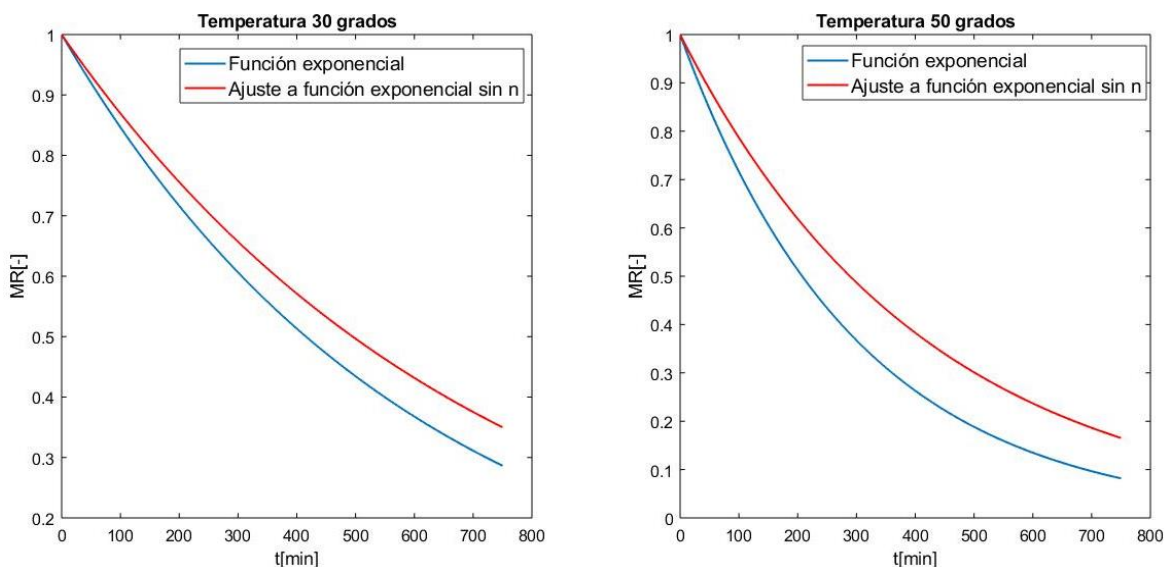 Temperatura 30 grados
Función exponencial
Ajuste a función exponencial sin n
MR[-]
1
0.9
0.8
0.7
0.6
0.5
0.4
0.3
0.2
0 100 200 300 400 500 600 700 800
t[min]
Temperatura 50 grados
Función exponencial
Ajuste a función exponencial sin n
MR[-]
1
0.9
0.8
0.7
0.6
0.5
0.4
0.3
0.2
0.1
0
0 100 200 300 400 500 600 700 800
t[min]